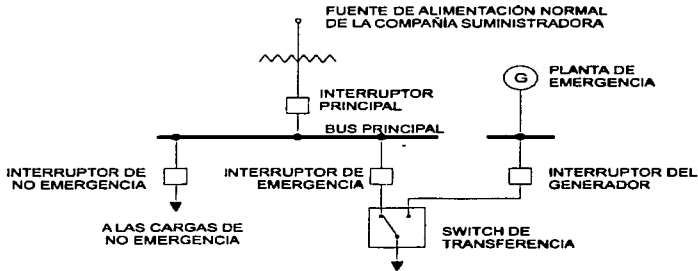 FUENTE DE ALIMENTACIÓN NORMAL
DE LA COMPAÑÍA SUMINISTRADORA
G
PLANTA DE
EMERGENCIA
INTERRUPTOR
PRINCIPAL
BUS PRINCIPAL
INTERRUPTOR DE
NO EMERGENCIA
INTERRUPTOR DE
EMERGENCIA
INTERRUPTOR DEL
GENERADOR
A LAS CARGAS DE
NO EMERGENCIA
SWITCH DE
TRANSFERENCIA